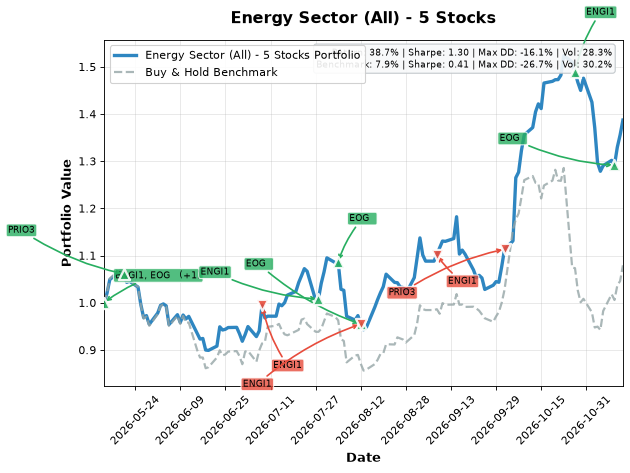 Energy Sector (All) - 5 Stocks
ENGI1
Energy Sector (All) - 5 Stocks Portfolio
Buy & Hold Benchmark
38.7% | Sharpe: 1.30 | Max DD: -16.1% | Vol: 28.3%
7.9% | Sharpe: 0.41 | Max DD: -26.7% | Vol: 30.2%
EOG
EOG
PRIO3
EOG
ENGI1
ENGI1, EOG (+1
ENGI1
PRIO3
ENGI1
ENGI1
Portfolio Value
1.5
1.4
1.3
1.2
1.1
1.0
0.9
2026-05-24
2026-06-09
2026-06-25
2026-07-11
2026-07-27
2026-08-12
2026-08-28
2026-09-13
2026-09-29
2026-10-15
2026-10-31
Date